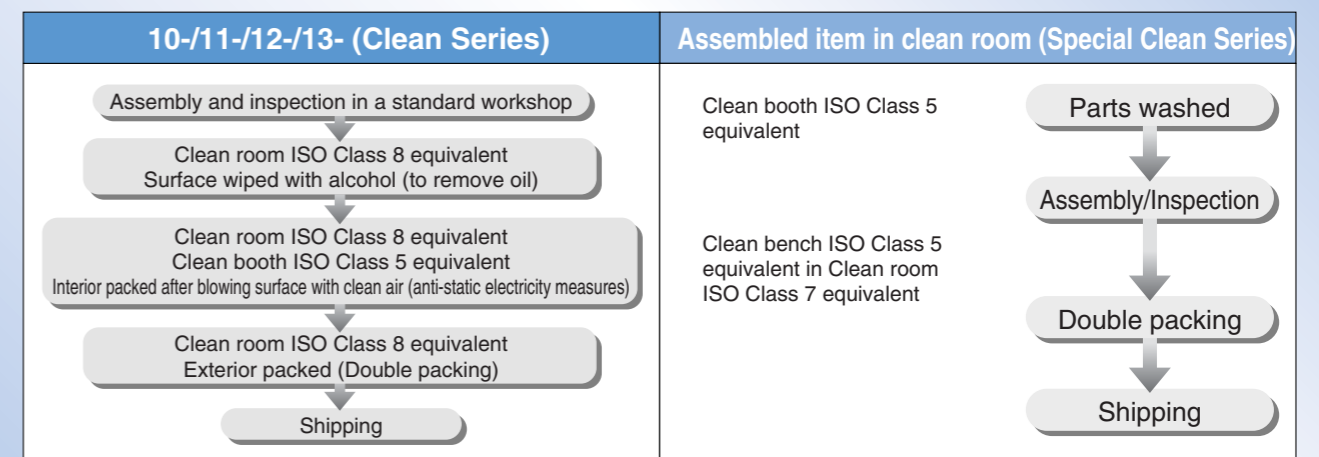 10-/11-/12-/13- (Clean Series)
Assembly and inspection in a standard workshop
Clean room ISO Class 8 equivalent
Surface wiped with alcohol (to remove oil)
Clean room ISO Class 8 equivalent
Clean booth ISO Class 5 equivalent
Interior packed after blowing surface with clean air (anti-static electricity measures)
Clean room ISO Class 8 equivalent
Exterior packed (Double packing)
Shipping
Assembled item in clean room (Special Clean Series)
Clean booth ISO Class 5
equivalent
Parts washed
Assembly/Inspection
Clean bench ISO Class 5
equivalent in Clean room
ISO Class 7 equivalent
Double packing
Shipping